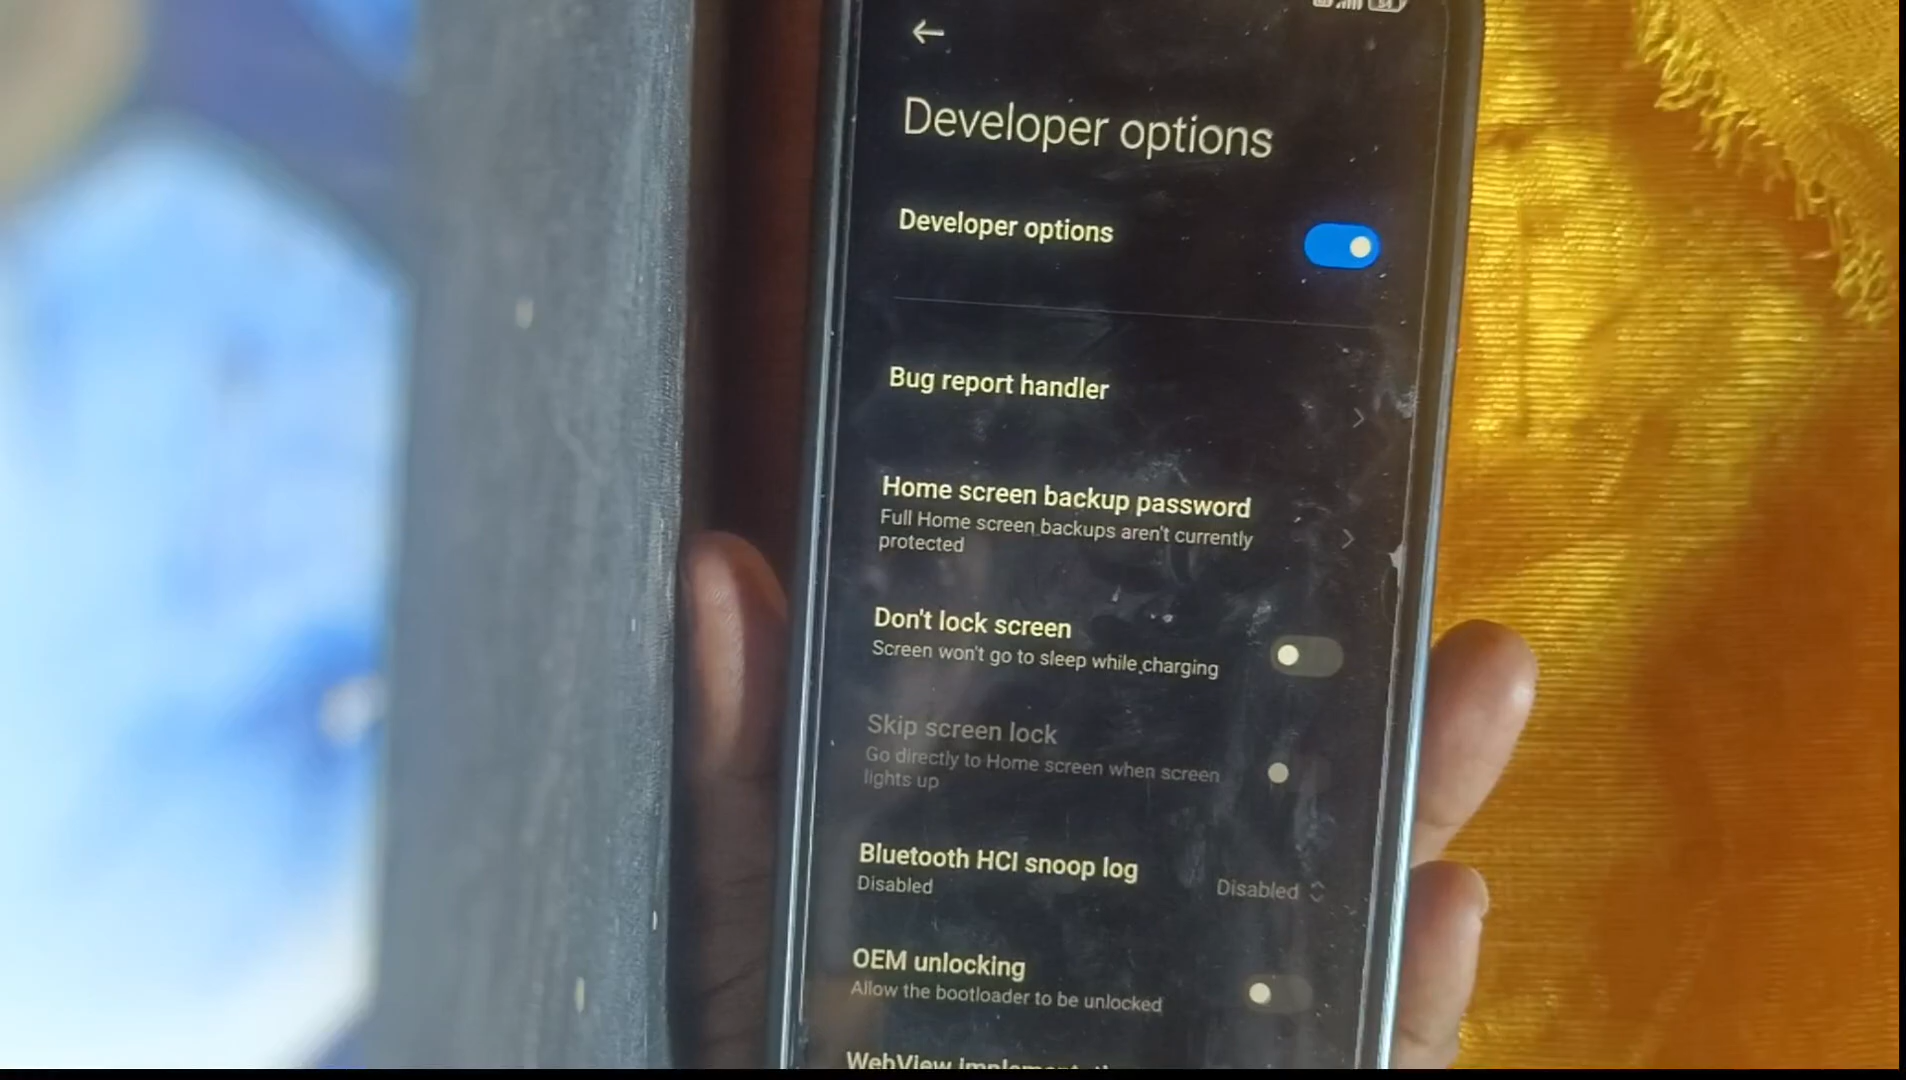 Developer options
Developer options
Bug report handler
Home screen backup password
Full Home screen backups aren't currently
protected
Don't lock screen
Screen won't go to sleep while charging
Skip screen lock
Go directly to Home screen when screen
lights up
Bluetooth HCI snoop log
Disabled
Disabled
OEM unlocking
Allow the bootloader to be unlocked
WebView